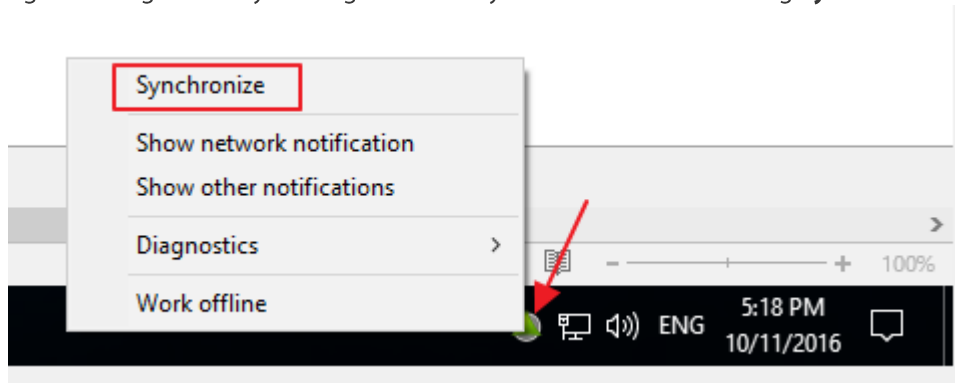 Synchronize
Show network notification
Show other notifications
Diagnostics
100%
Work offline
ENG
5:18 PM
10/11/2016